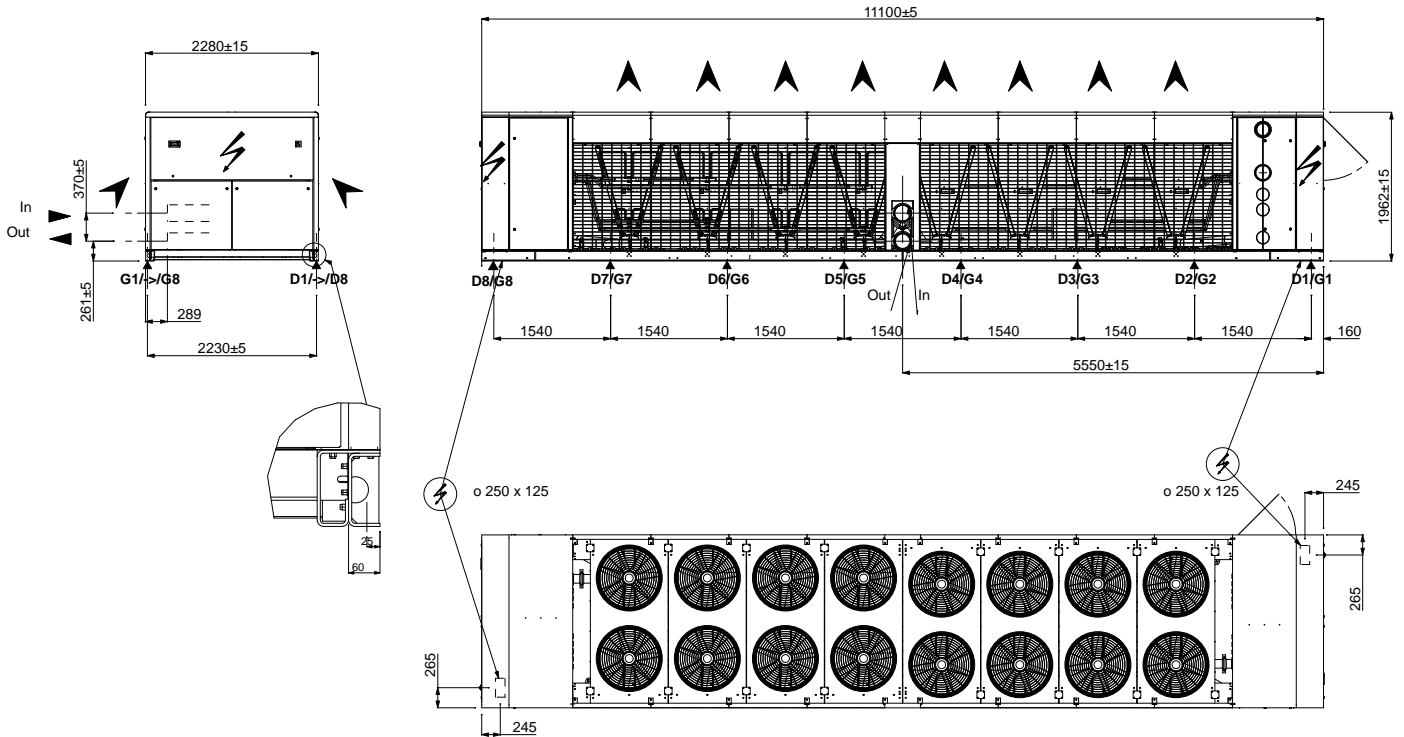 11100±5
2280±15
370±5
In
Out
261±5
G1/->/G8
D1/->/D8
289
2230±5
1962±15
D8/G8
D7/G7
D6/G6
D5/G5
D4/G4
D3/G3
D2/G2
D1/G1
Out
In
1540
1540
1540
1540
1540
1540
1540
160
5550±15
25
60
o 250 x 125
o 250 x 125
245
265
265
245